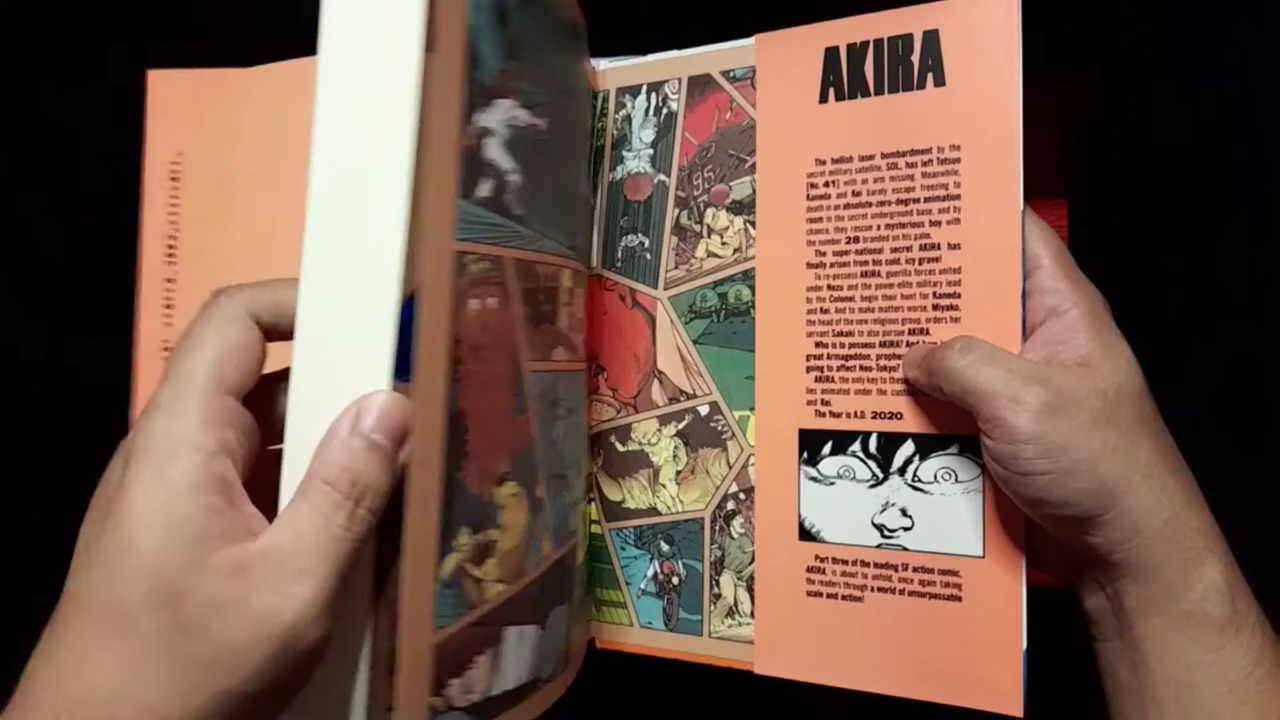 AKIRA
The hellish laser bombardment by the
secret military satellite, SOL, has left Tetsuo
[No. 41] with an arm missing. Meanwhile,
Kaneda and Kei barely escape freezing to
death in an absolute-zero-degree animation
room in the secret underground base, and by
chance, they rescue a mysterious boy with
the number 28 branded on his palm.
The super-national secret AKIRA has
finally arisen from his cold, icy grave!
To re-possess AKIRA, guerilla forces united
under Nezu and the power-elite military lead
by the Colonel, begin their hunt for Kaneda
and Kei. And to make matters worse, Miyako,
the head of the new religious group, orders her
servant Sakaki to also pursue AKIRA.
Who is to possess AKIRA? And
great Armageddon,
going to affect Neo-Tokyo?
AKIRA, the only key to
lies animated under the
and Kei.
The Year is A.D. 2020.
Part three of the leading SF action comic,
AKIRA, is about to unfold, once again taking
the readers through a world of unsurpassable
scale and action!
95